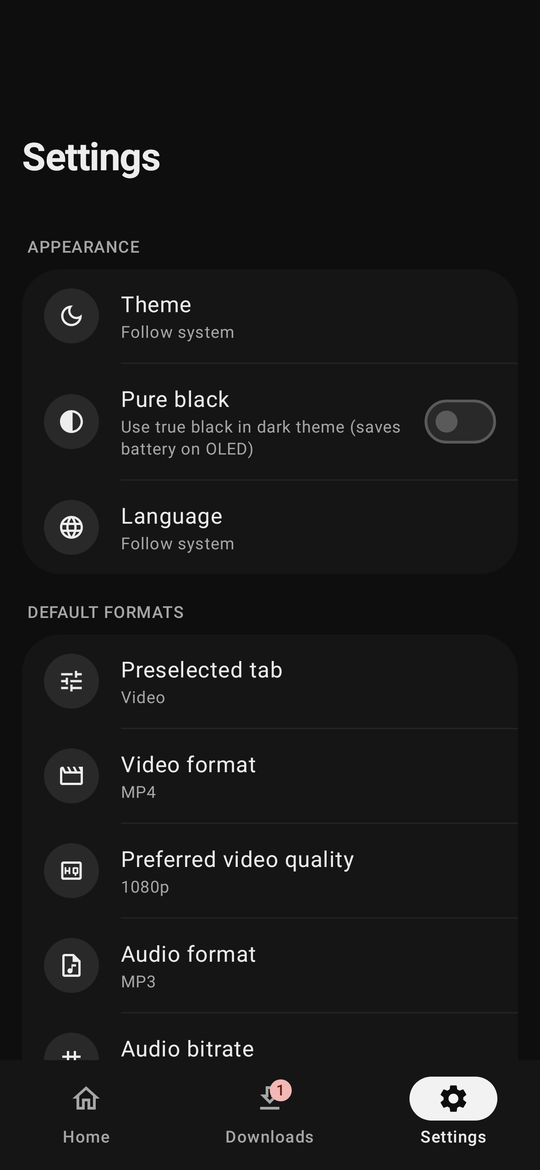 Settings
APPEARANCE
Theme
Follow system
Pure black
Use true black in dark theme (saves
battery on OLED)
Language
Follow system
DEFAULT FORMATS
Preselected tab
Video
Video format
MP4
HQ
Preferred video quality
1080p
Audio format
MP3
Audio bitrate
1
Home
Downloads
Settings